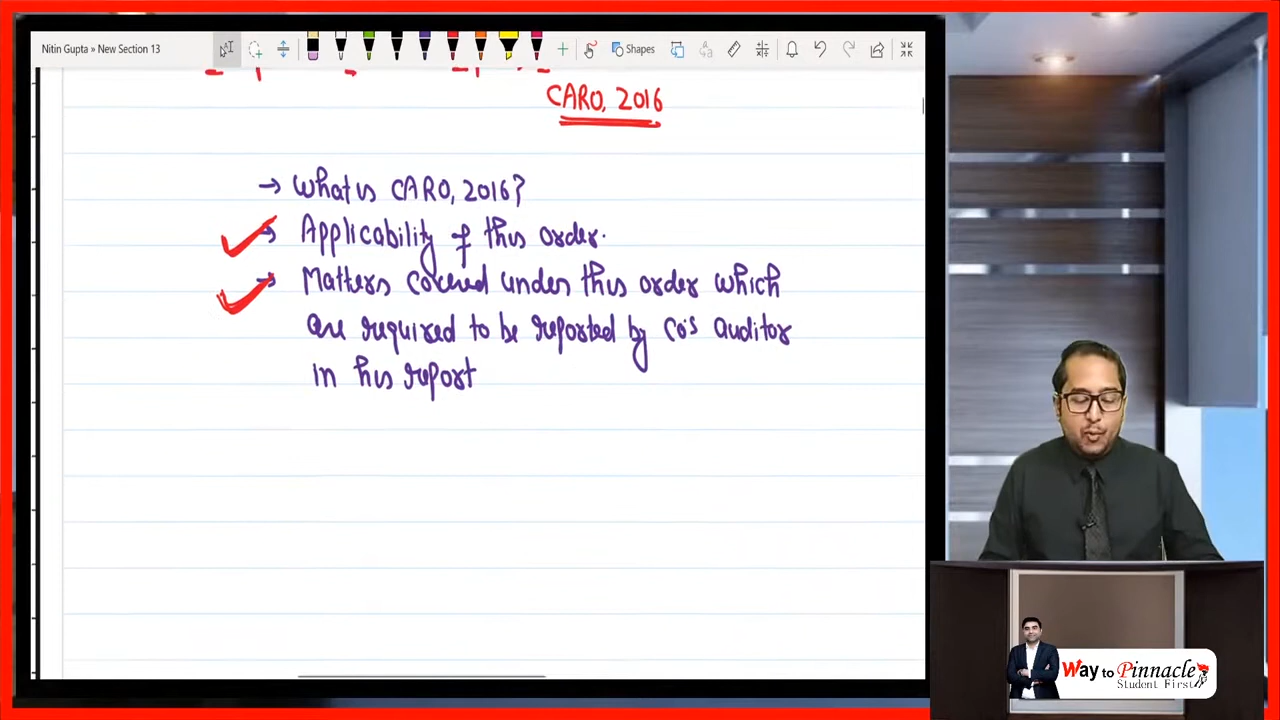 Nitin Gupta » New Section 13
Shapes
CARO, 2016
→ What is CARO, 2016?
→ Applicability of this order.
→ Matters covered under this order which
are required to be reported by co's auditor
in his report
Way to Pinnacle
Student First